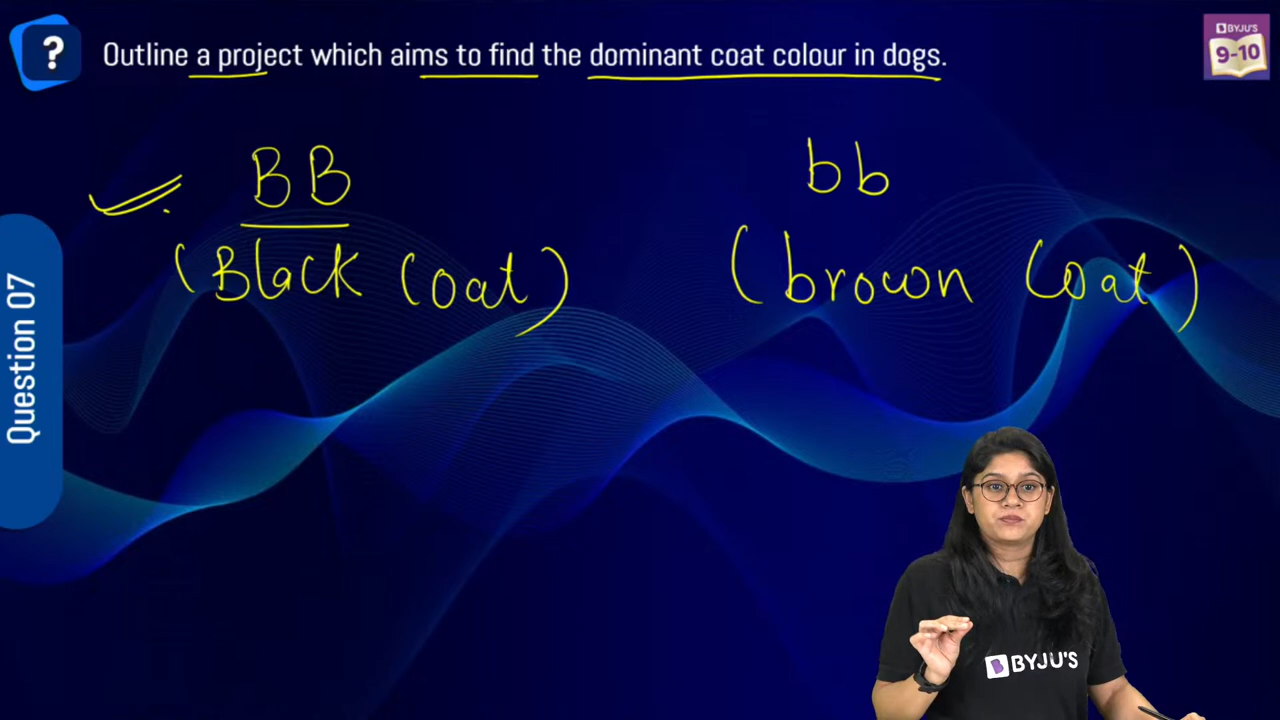 ? Outline a project which aims to find the dominant coat colour in dogs.
BYJU'S
9-10
BB
bb
(Black Coat)
(brown Coat)
Question 07
B BYJU'S